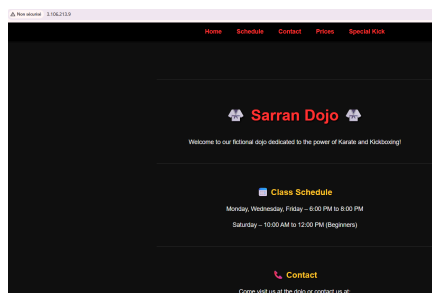 Non sécurisé 3.106.213.9
Home Schedule Contact Prices Special Kick
🥋 Sarran Dojo 🥋
Welcome to our fictional dojo dedicated to the power of Karate and Kickboxing!
🗓️ Class Schedule
Monday, Wednesday, Friday – 6:00 PM to 8:00 PM
Saturday – 10:00 AM to 12:00 PM (Beginners)
📞 Contact
Come visit us at the dojo or contact us at: